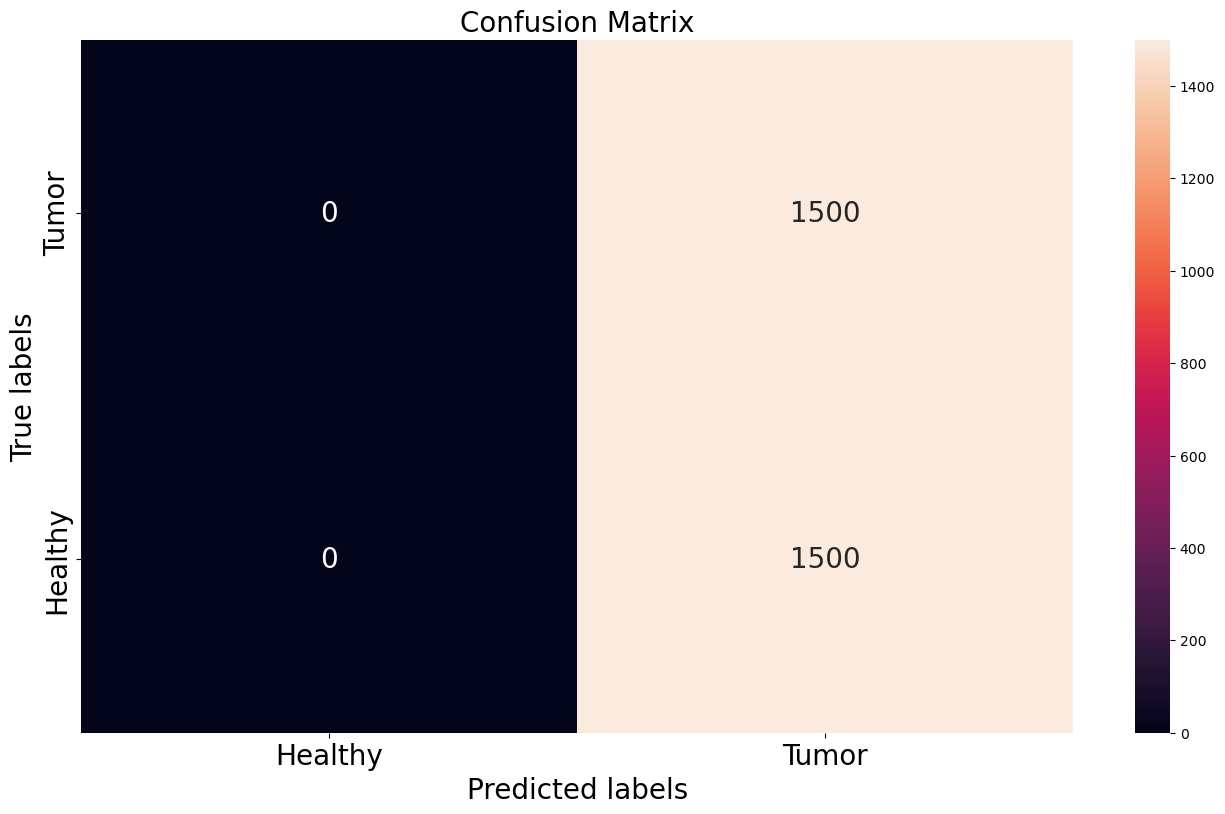 Confusion Matrix
True labels
Tumor
0
1500
Healthy
0
1500
Healthy
Tumor
Predicted labels
1400
1200
1000
800
600
400
200
0